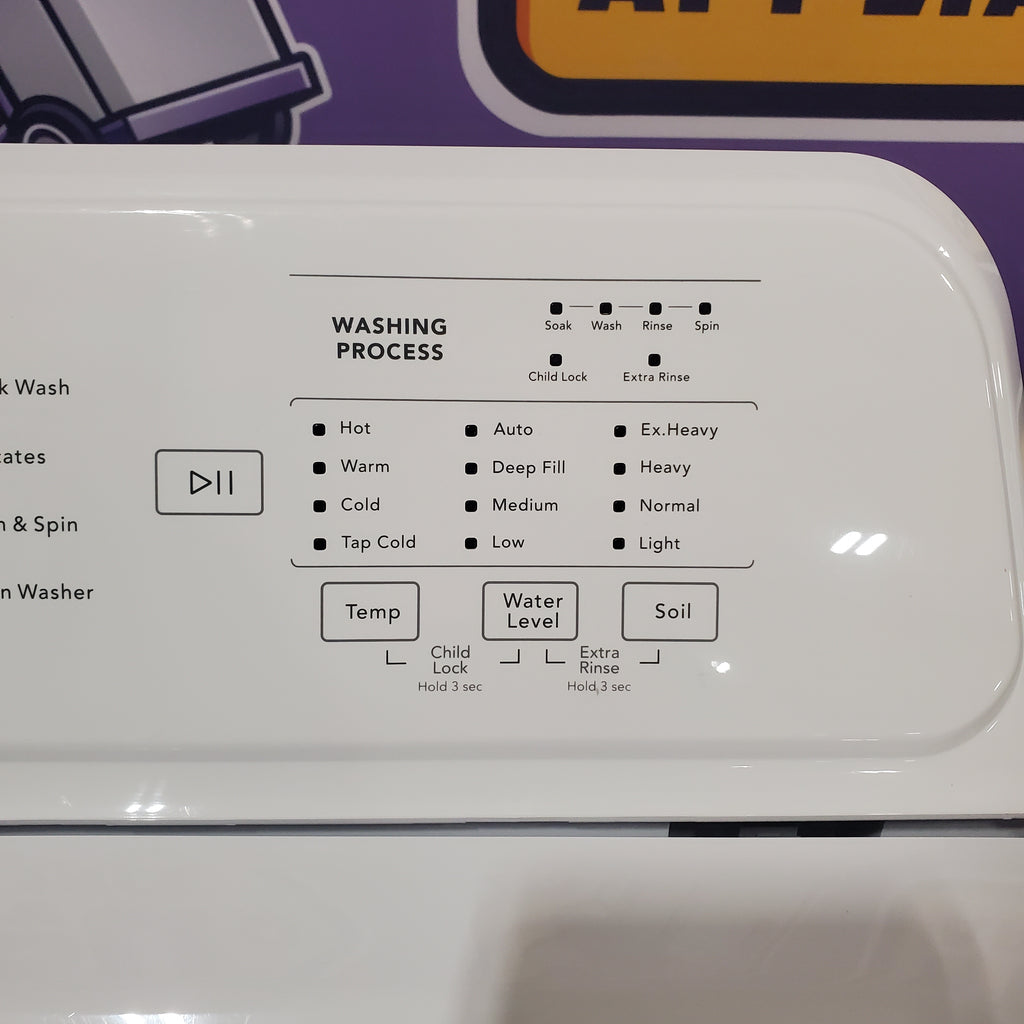 WASHING
PROCESS
Soak Wash Rinse Spin
Child Lock Extra Rinse
k Wash
n & Spin
n Washer
Hot Auto Ex.Heavy
Warm Deep Fill Heavy
Cold Medium Normal
Tap Cold Low Light
Temp
Water
Level
Soil
Child
Lock
Hold 3 sec
Extra
Rinse
Hold 3 sec